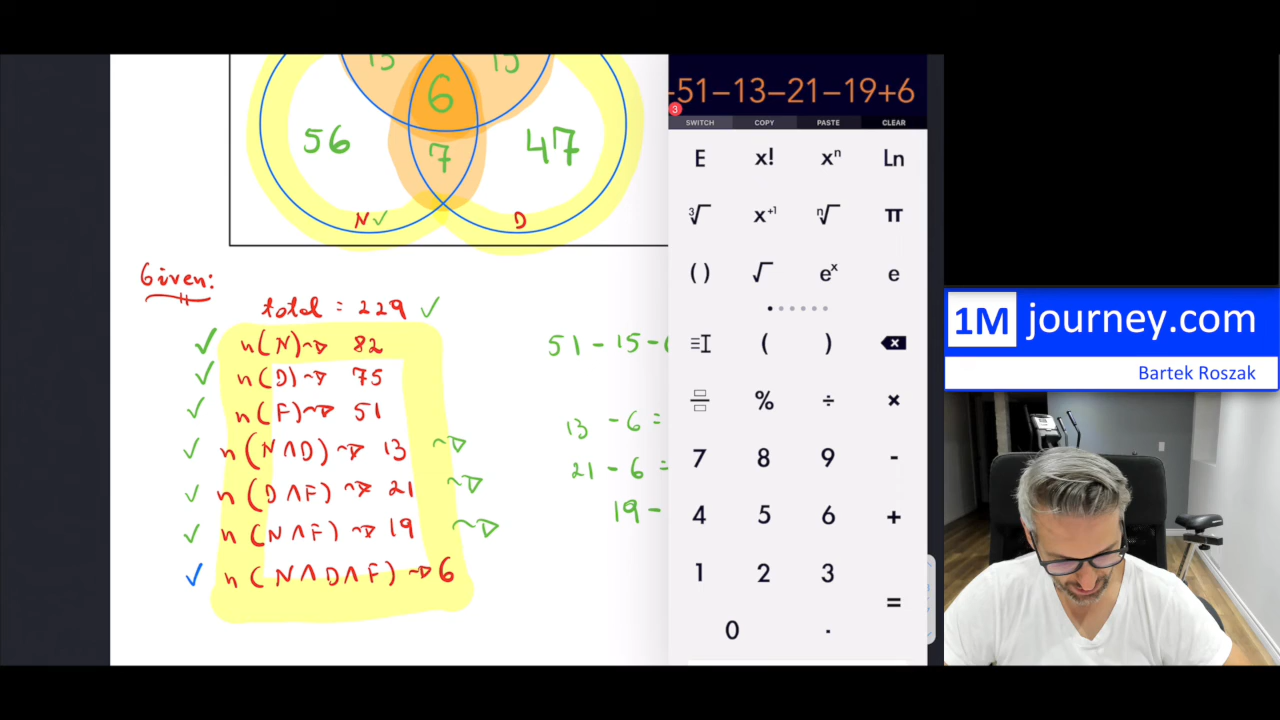 6
56
7
47
N✓
D
-51-13-21-19+6
3
SWITCH COPY PASTE CLEAR
E x! xⁿ Ln
³√ x⁺¹ ⁿ√ π
( ) √ eˣ e
( )
% ÷ ×
7 8 9 -
4 5 6 +
1 2 3
=
0 .
Given:
total = 229 ✓
✓ n(N) ⇝ 82
✓ n(D) ⇝ 75
✓ n(F) ⇝ 51
✓ n(N∧D) ⇝ 13 ⇝
✓ n(D∧F) ⇝ 21 ⇝
✓ n(N∧F) ⇝ 19 ⇝
✓ n(N∧D∧F) ⇝ 6
51 - 15 -
13 - 6 =
21 - 6 =
19 -
1M journey.com
Bartek Roszak